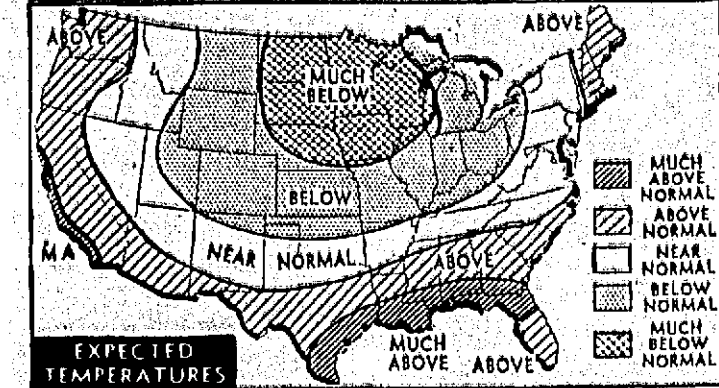 ABOVE
ABOVE
MUCH
BELOW
BELOW
MA
NEAR NORMAL
ABOVE
MUCH
ABOVE
ABOVE
MUCH
ABOVE
NORMAL
ABOVE
NORMAL
NEAR
NORMAL
BELOW
NORMAL
MUCH
BELOW
NORMAL
EXPECTED
TEMPERATURES